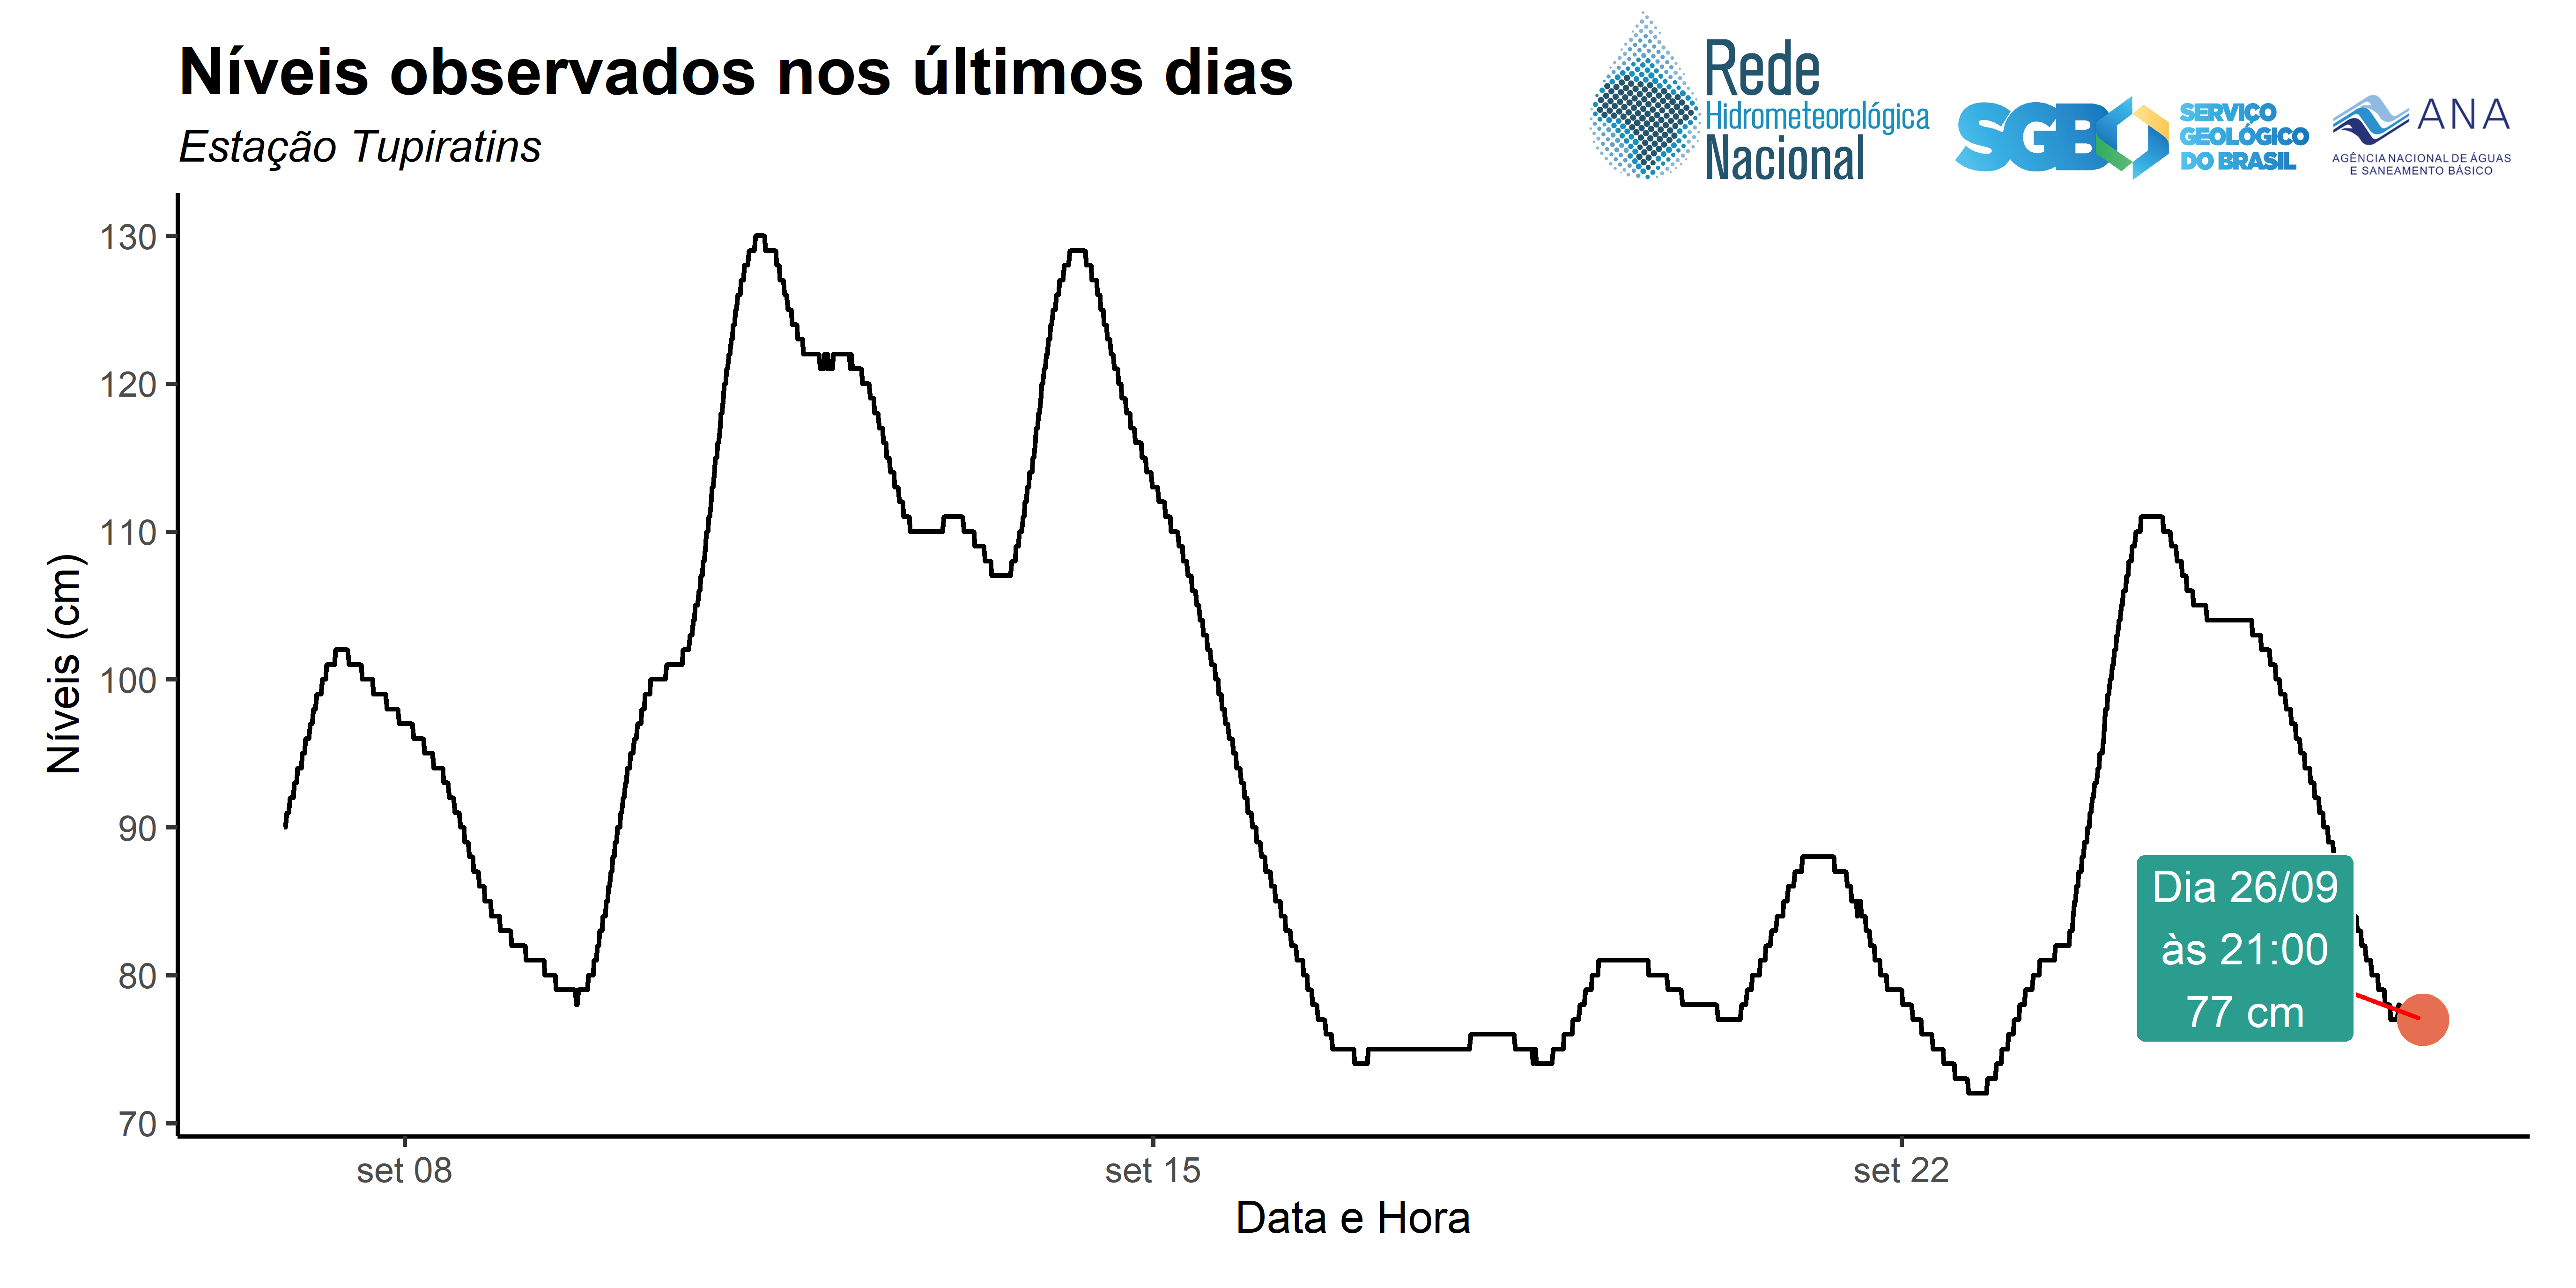 Níveis observados nos últimos dias
Estação Tupiratins
Rede
Hidrometeorológica
Nacional
SGB
SERVIÇO
GEOLÓGICO
DO BRASIL
ANA
AGÊNCIA NACIONAL DE ÁGUAS
E SANEAMENTO BÁSICO
Níveis (cm)
130
120
110
100
90
80
70
Dia 26/09
às 21:00
77 cm
set 08
set 15
set 22
Data e Hora